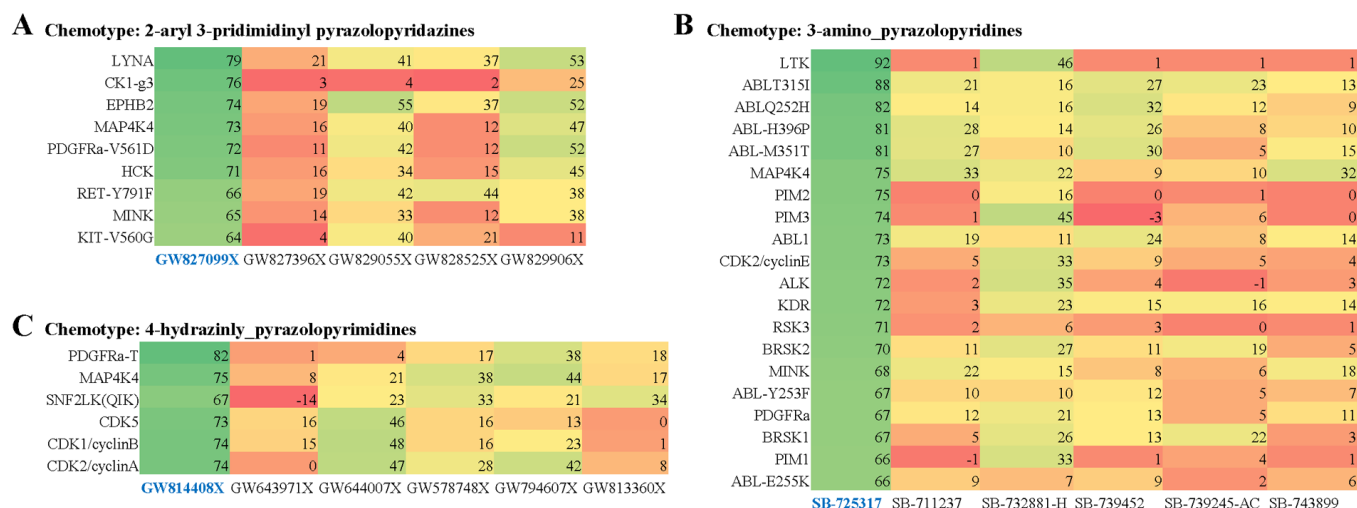 A Chemotype: 2-aryl 3-pridimidinyl pyrazolopyridazines
LYNA 79 21 41 37 53
CK1-g3 76 3 4 2 25
EPHB2 74 19 55 37 52
MAP4K4 73 16 40 12 47
PDGFRa-V561D 72 11 42 12 52
HCK 71 16 34 15 45
RET-Y791F 66 19 42 44 38
MINK 65 14 33 12 38
KIT-V560G 64 4 40 21 11
GW827099X GW827396X GW829055X GW828525X GW829906X
C Chemotype: 4-hydrazinly_pyrazolopyrimidines
PDGFRa-T 82 1 4 17 38 18
MAP4K4 75 8 21 38 44 17
SNF2LK(QIK) 67 -14 23 33 21 34
CDK5 73 16 46 16 13 0
CDK1/cyclinB 74 15 48 16 23 1
CDK2/cyclinA 74 0 47 28 42 8
GW814408X GW643971X GW644007X GW578748X GW794607X GW813360X
B Chemotype: 3-amino_pyrazolopyridines
LTK 92 1 46 1 1 1
ABLT315I 88 21 16 27 23 13
ABLQ252H 82 14 16 32 12 9
ABL-H396P 81 28 14 26 8 10
ABL-M351T 81 27 10 30 5 15
MAP4K4 75 33 22 9 10 32
PIM2 75 0 16 0 1 0
PIM3 74 1 45 -3 6 0
ABL1 73 19 11 24 8 14
CDK2/cyclinE 73 5 33 9 5 4
ALK 72 2 35 4 -1 3
KDR 72 3 23 15 16 14
RSK3 71 2 6 3 0 1
BRSK2 70 11 27 11 19 5
MINK 68 22 15 8 6 18
ABL-Y253F 67 10 10 12 5 7
PDGFRa 67 12 21 13 5 11
BRSK1 67 5 26 13 22 3
PIM1 66 -1 33 1 4 1
ABL-E255K 66 9 7 9 2 6
SB-725317 SB-711237 SB-732881-H SB-739452 SB-739245-AC SB-743899